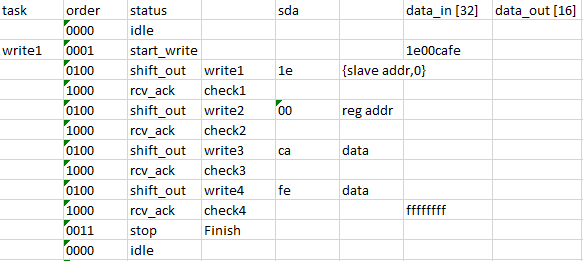 task order status sda data_in [32] data_out [16]
0000 idle
write1 0001 start_write 1e00cafe
0100 shift_out write1 1e {slave addr,0}
1000 rcv_ack check1
0100 shift_out write2 00 reg addr
1000 rcv_ack check2
0100 shift_out write3 ca data
1000 rcv_ack check3
0100 shift_out write4 fe data
1000 rcv_ack check4 ffffffff
0011 stop Finish
0000 idle